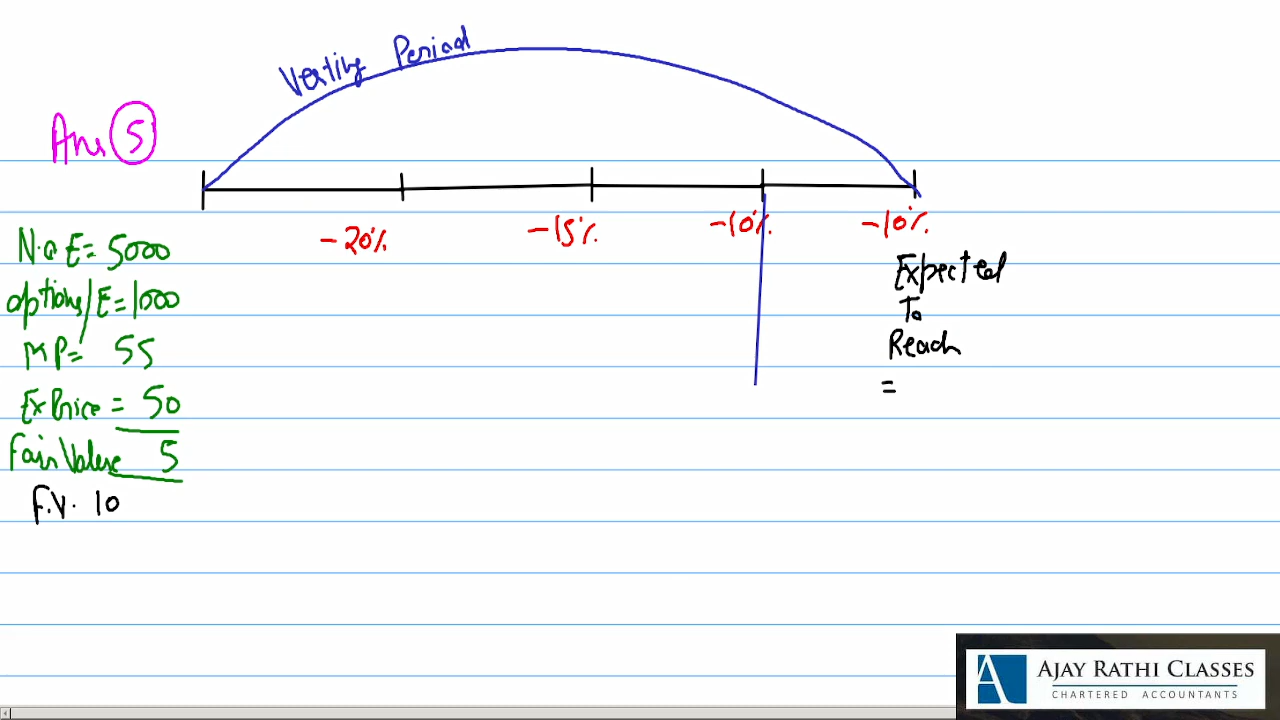 Vesting Period
Ans 5
-20% -15% -10% -10%
N.o E = 5000
options/E = 1000
MP = 55
Ex Price = 50
Fair Value 5
F.V. 10
Expected
To
Reach
=
AJAY RATHI CLASSES
CHARTERED ACCOUNTANTS